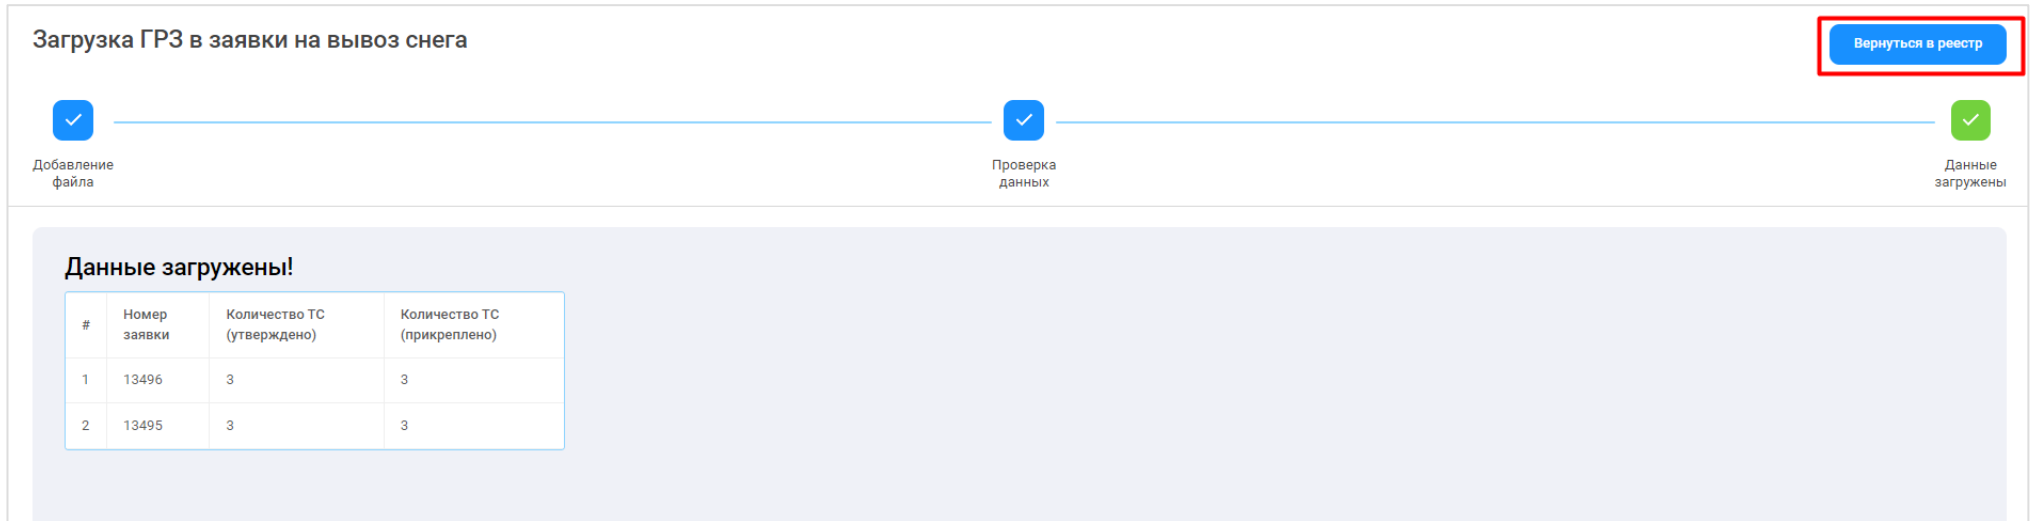 Загрузка ГРЗ в заявки на вывоз снега
Вернуться в реестр
Добавление
файла
Проверка
данных
Данные
загружены
Данные загружены!
# Номер заявки Количество ТС (утверждено) Количество ТС (прикреплено)
1 13496 3 3
2 13495 3 3